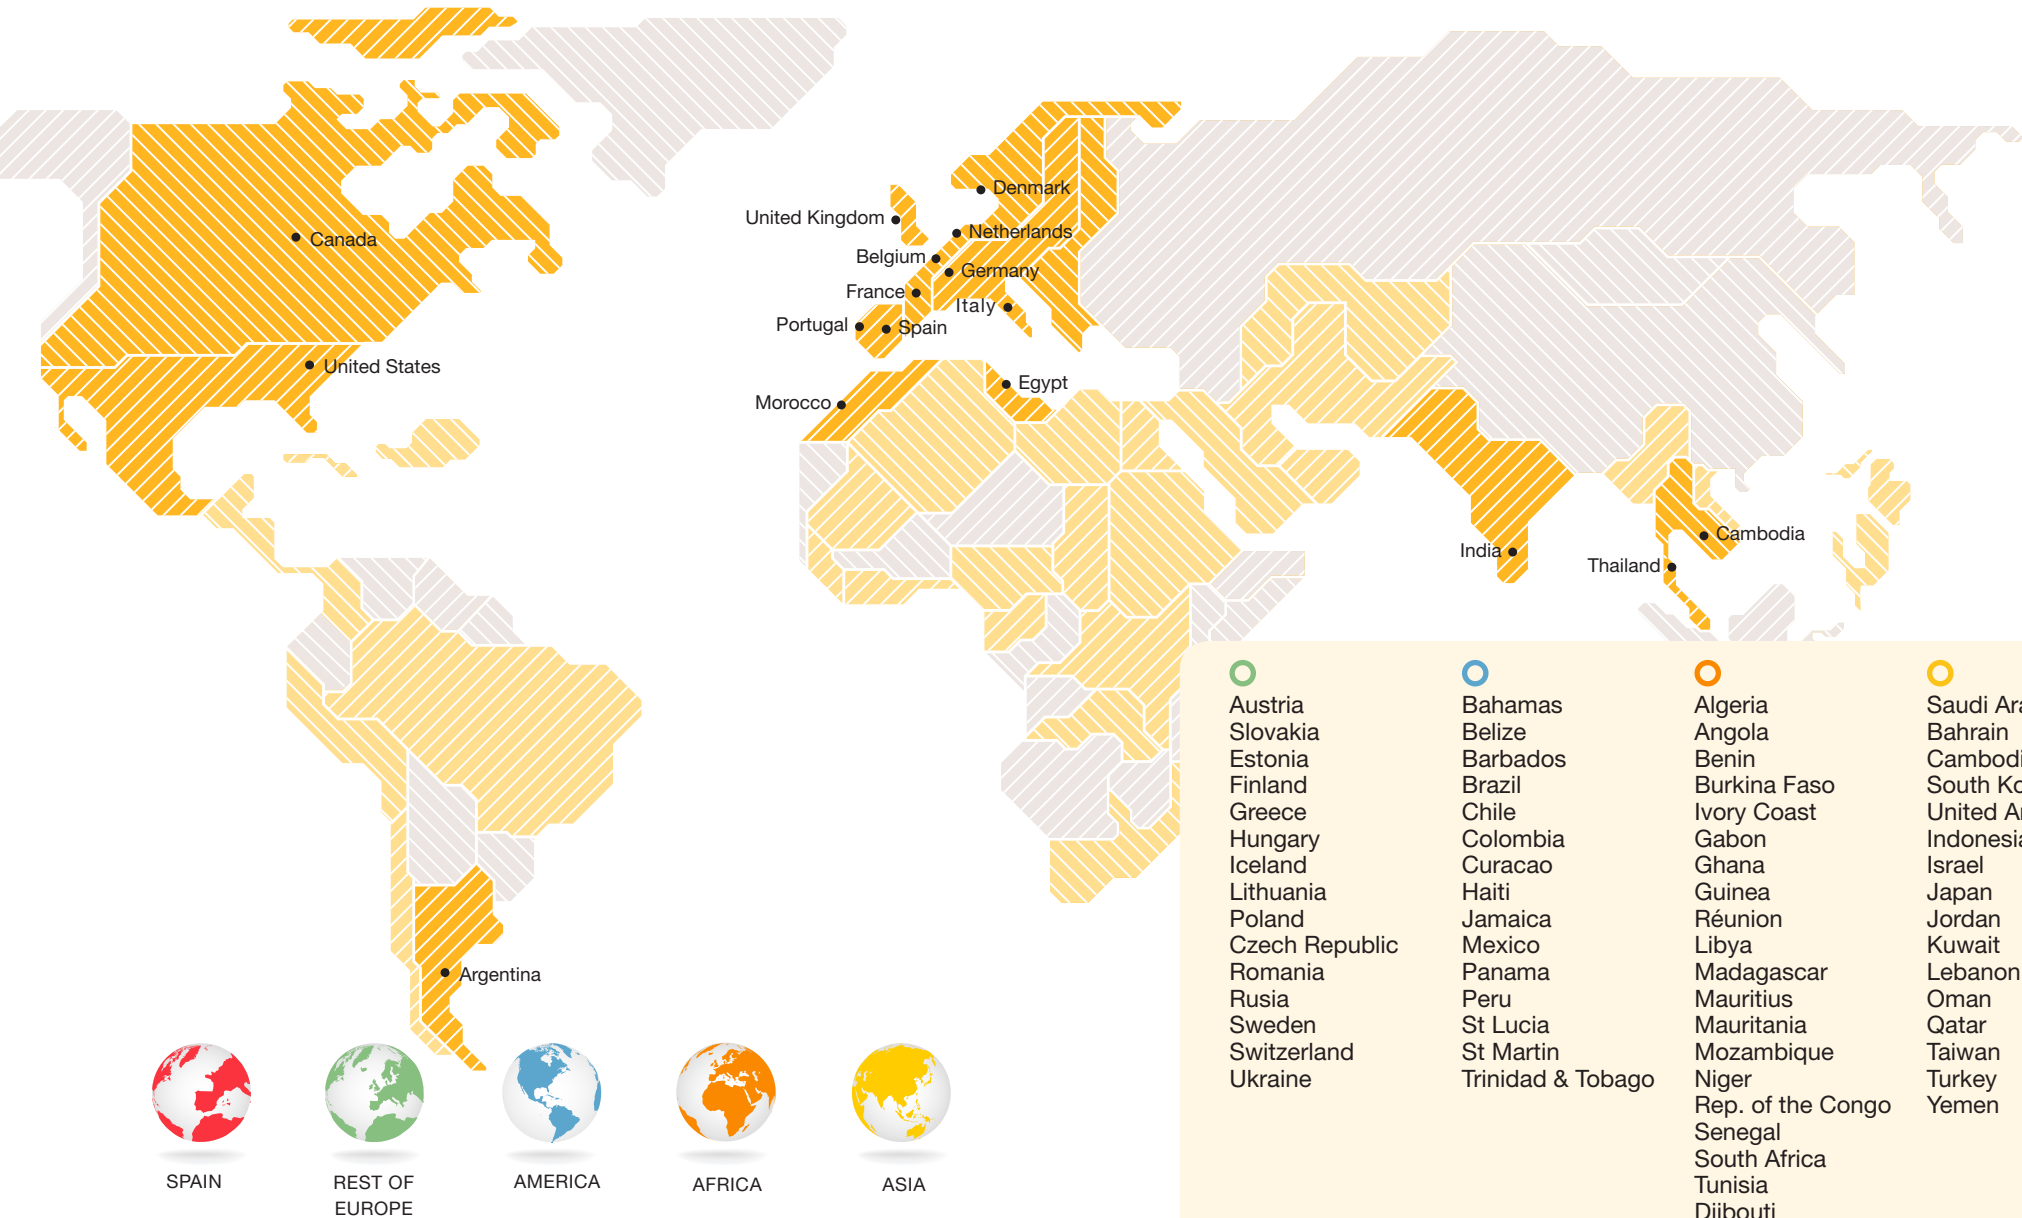 Denmark
United Kingdom
Netherlands
Canada
Belgium
Germany
France
Italy
Portugal
Spain
United States
Egypt
Morocco
Cambodia
India
Thailand
Argentina
Austria
Slovakia
Estonia
Finland
Greece
Hungary
Iceland
Lithuania
Poland
Czech Republic
Romania
Rusia
Sweden
Switzerland
Ukraine
Bahamas
Belize
Barbados
Brazil
Chile
Colombia
Curacao
Haiti
Jamaica
Mexico
Panama
Peru
St Lucia
St Martin
Trinidad & Tobago
Algeria
Angola
Benin
Burkina Faso
Ivory Coast
Gabon
Ghana
Guinea
Réunion
Libya
Madagascar
Mauritius
Mauritania
Mozambique
Niger
Rep. of the Congo
Senegal
South Africa
Tunisia
Djibouti
Saudi
Bahrain
South
United
Israel
Japan
Jordan
Kuwait
Lebanon
Oman
Qatar
Taiwan
Turkey
Yemen
SPAIN
REST OF
EUROPE
AMERICA
AFRICA
ASIA